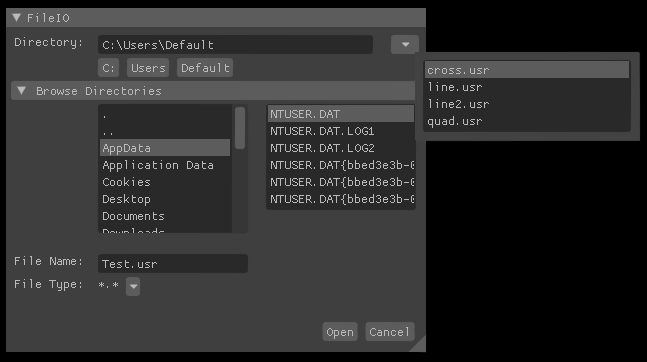 FileIO
Directory: C:\Users\Default
C: Users Default
Browse Directories
.
..
AppData
Application Data
Cookies
Desktop
Documents
Downloads
NTUSER.DAT
NTUSER.DAT.LOG1
NTUSER.DAT.LOG2
NTUSER.DAT{bbed3e3b-0
NTUSER.DAT{bbed3e3b-0
NTUSER.DAT{bbed3e3b-0
cross.usr
line.usr
line2.usr
quad.usr
File Name: Test.usr
File Type: *.*
Open Cancel